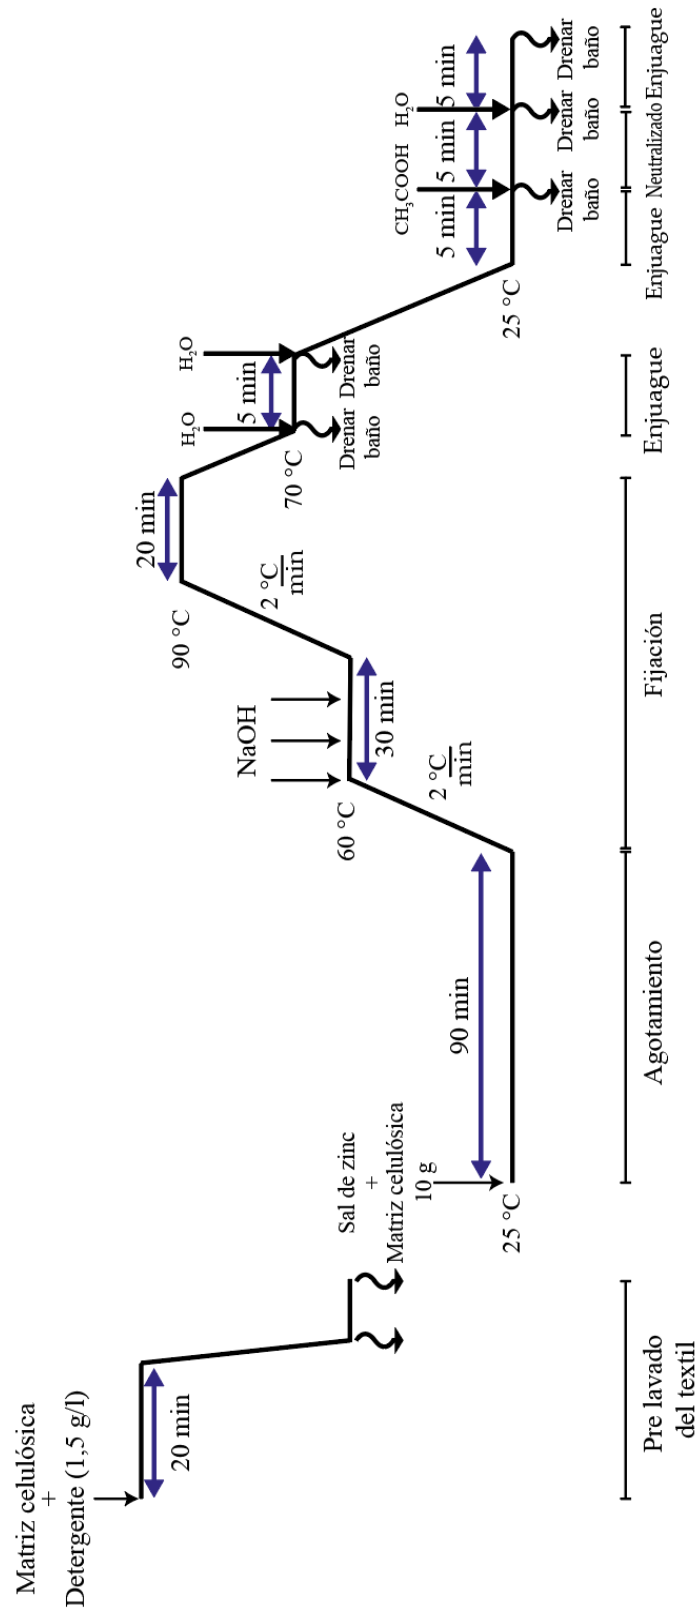 Matriz celulósica
+
Detergente (1,5 g/l)
20 min
Pre lavado
del textil
Sal de zinc
+
Matriz celulósica
10 g
25 °C
90 min
Agotamiento
2 °C
min
60 °C
NaOH
30 min
2 °C
min
90 °C
20 min
Fijación
70 °C
H₂O
5 min
H₂O
Drenar
baño
Drenar
baño
Enjuague
25 °C
5 min
CH₃COOH
5 min
H₂O
5 min
Drenar
baño
Drenar
baño
Drenar
baño
Enjuague
Neutralizado
Enjuague